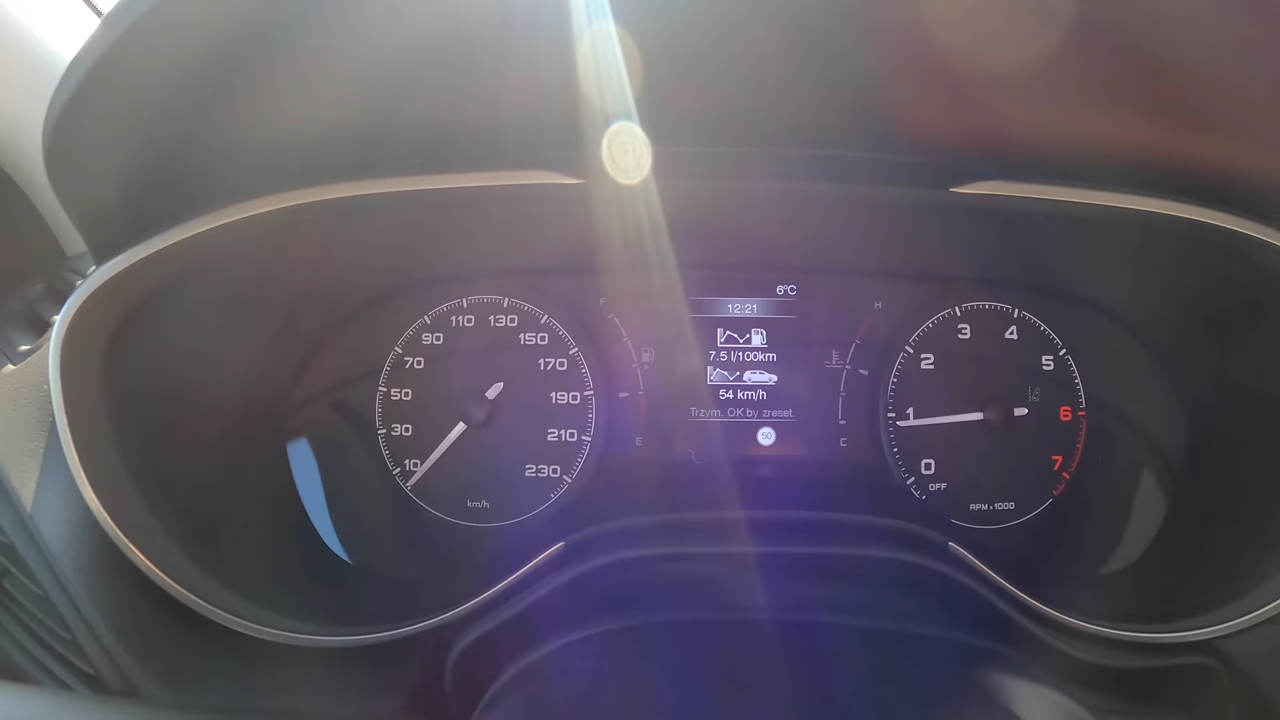 10
30
50
70
90
110
130
150
170
190
210
230
km/h
F
E
6°C
12:21
7.5 l/100km
54 km/h
Trzym. OK by zreset.
50
H
C
OFF
0
1
2
3
4
5
6
7
RPM x1000